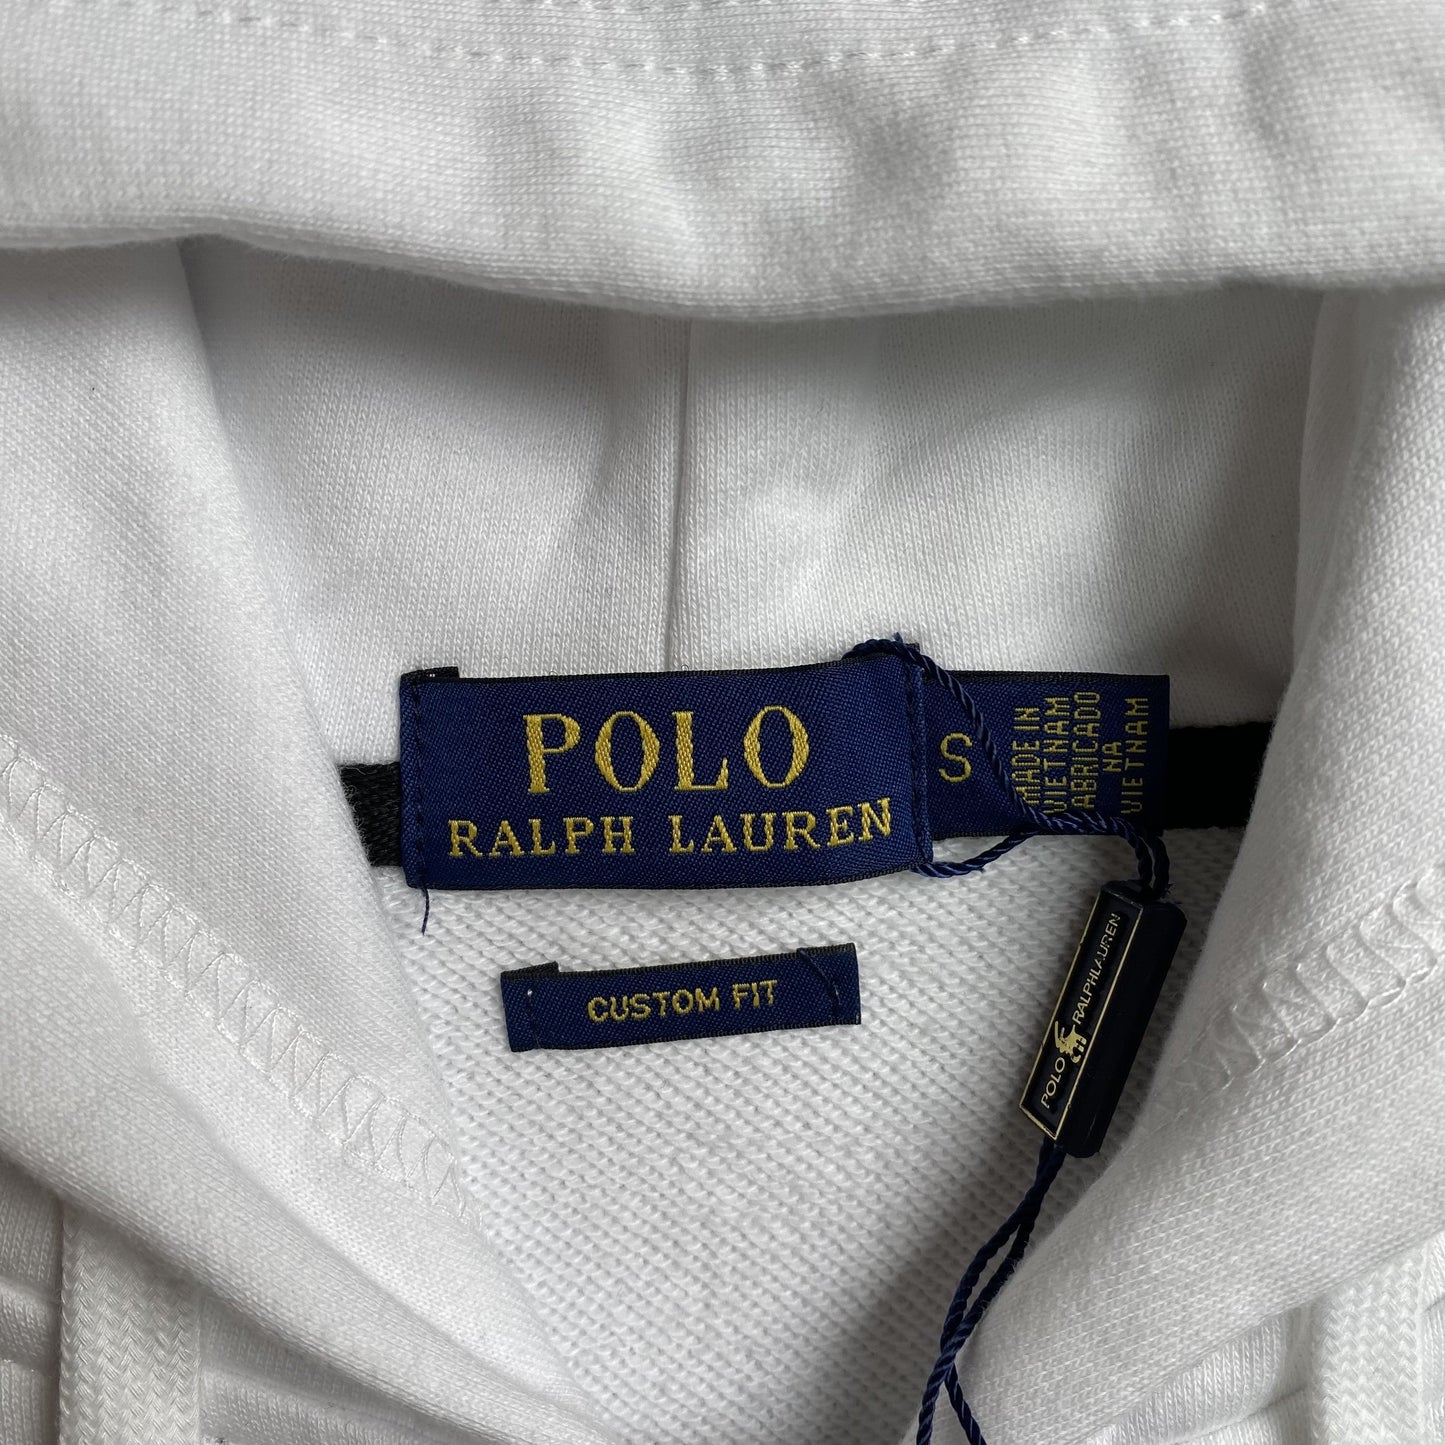 POLO
RALPH LAUREN
S
MADE IN
VIETNAM
FABRICADO
NA
VIETNAM
CUSTOM FIT
POLO RALPH LAUREN